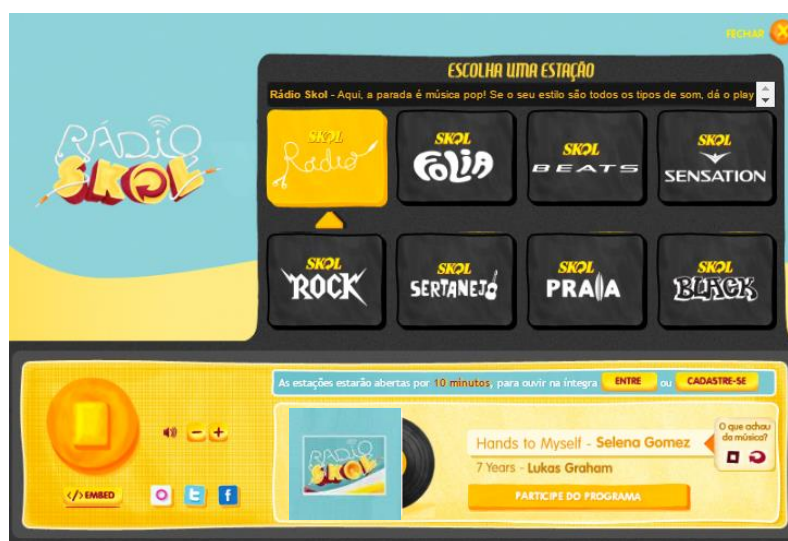 FECHAR
ESCOLHA UMA ESTAÇÃO
Rádio Skol - Aqui, a parada é música pop! Se o seu estilo são todos os tipos de som, dá o play
RÁDIO
SKOL
SKOL
Radio
SKOL
FOLIA
SKOL
BEATS
SKOL
SENSATION
SKOL
ROCK
SKOL
SERTANEJO
SKOL
PRAIA
SKOL
BLACK
As estações estarão abertas por 10 minutos, para ouvir na íntegra ENTRE ou CADASTRE-SE
RADIO
SKOL
Hands to Myself - Selena Gomez
7 Years - Lukas Graham
O que achou
da música?
PARTICIPE DO PROGRAMA
</> EMBED